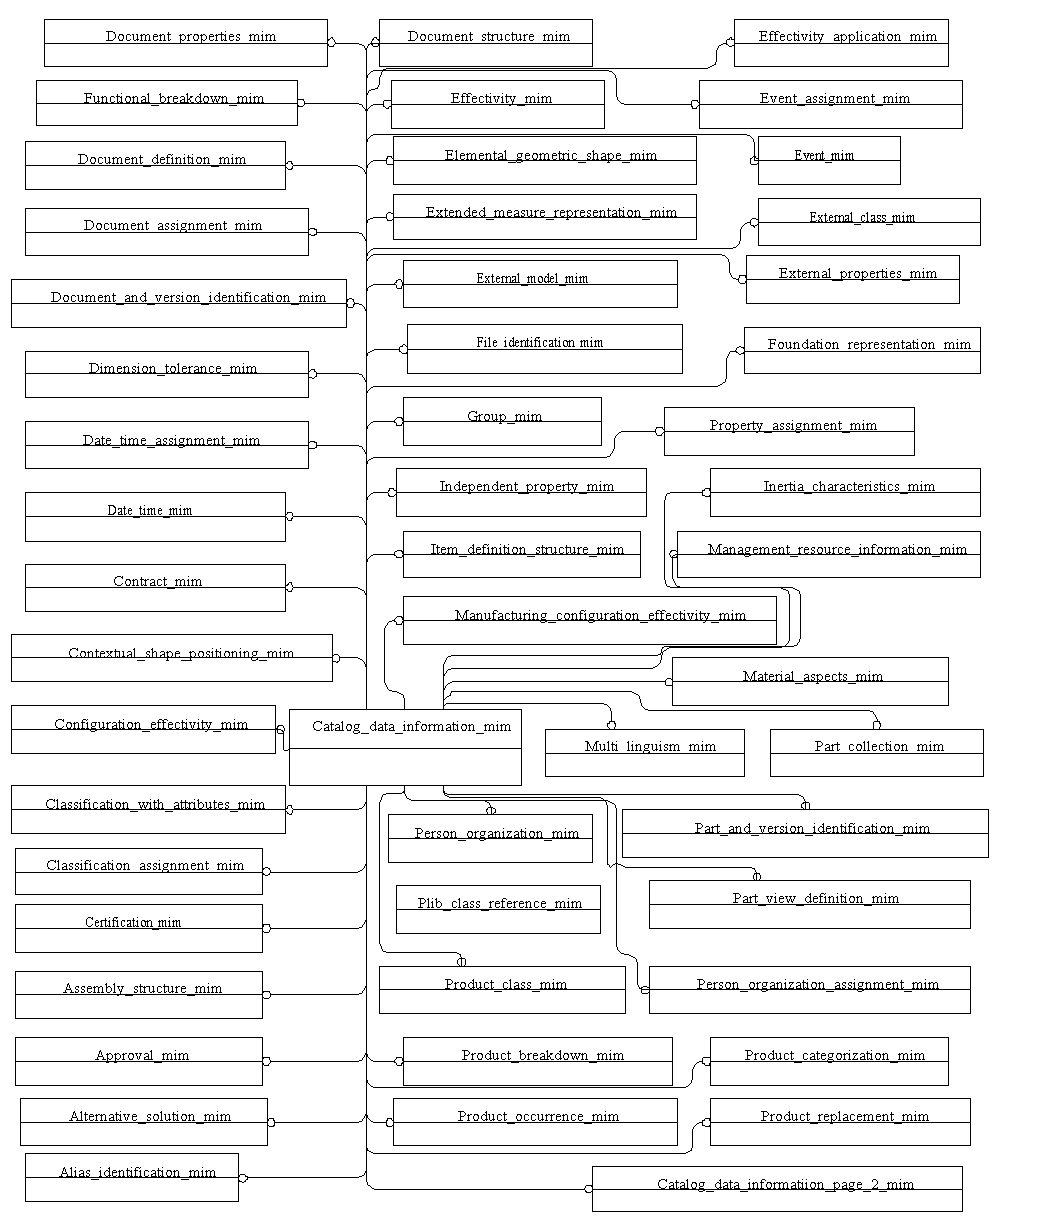 Document_properties_mim
Document_structure_mim
Effectivity_application_mim
Functional_breakdown_mim
Effectivity_mim
Event_assignment_mim
Document_definition_mim
Elemental_geometric_shape_mim
Event_mim
Document_assignment_mim
Extended_measure_representation_mim
External_class_mim
Document_and_version_identification_mim
External_model_mim
External_properties_mim
Dimension_tolerance_mim
File_identification_mim
Foundation_representation_mim
Date_time_assignment_mim
Group_mim
Property_assignment_mim
Date_time_mim
Independent_property_mim
Inertia_characteristics_mim
Contract_mim
Item_definition_structure_mim
Management_resource_information_mim
Contextual_shape_positioning_mim
Manufacturing_configuration_effectivity_mim
Material_aspects_mim
Configuration_effectivity_mim
Catalog_data_information_mim
Multi_linguism_mim
Part_collection_mim
Classification_with_attributes_mim
Person_organization_mim
Part_and_version_identification_mim
Classification_assignment_mim
Plib_class_reference_mim
Part_view_definition_mim
Certification_mim
Assembly_structure_mim
Product_class_mim
Person_organization_assignment_mim
Approval_mim
Product_breakdown_mim
Product_categorization_mim
Alternative_solution_mim
Product_occurrence_mim
Product_replacement_mim
Alias_identification_mim
Catalog_data_informatiion_page_2_mim